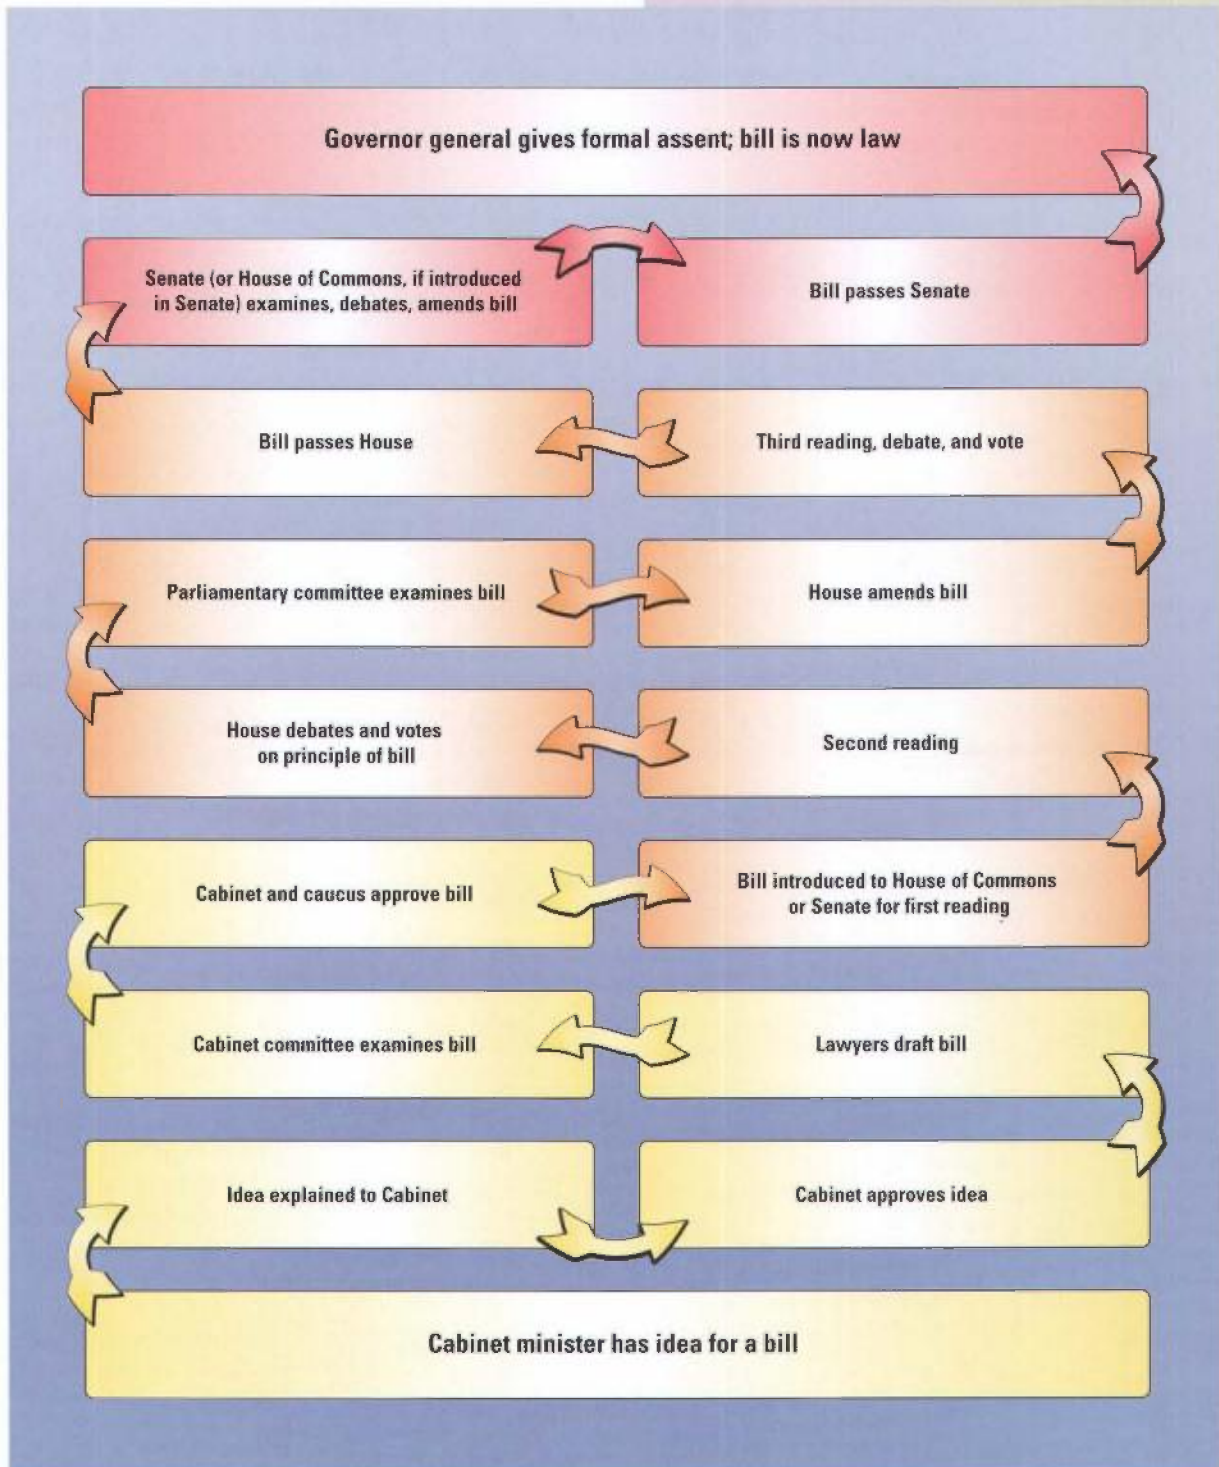 Governor general gives formal assent; bill is now law
Senate (or House of Commons, if introduced
in Senate) examines, debates, amends bill
Bill passes Senate
Bill passes House
Third reading, debate, and vote
Parliamentary committee examines bill
House amends bill
House debates and votes
on principle of bill
Second reading
Cabinet and caucus approve bill
Bill introduced to House of Commons
or Senate for first reading
Cabinet committee examines bill
Lawyers draft bill
Idea explained to Cabinet
Cabinet approves idea
Cabinet minister has idea for a bill